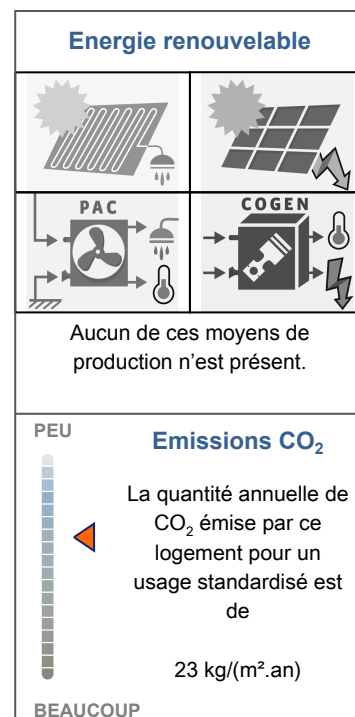 Energie renouvelable
PAC
COGEN
Aucun de ces moyens de
production n’est présent.
PEU
Emissions CO₂
La quantité annuelle de
CO₂ émise par ce
logement pour un
usage standardisé est
de
23 kg/(m².an)
BEAUCOUP